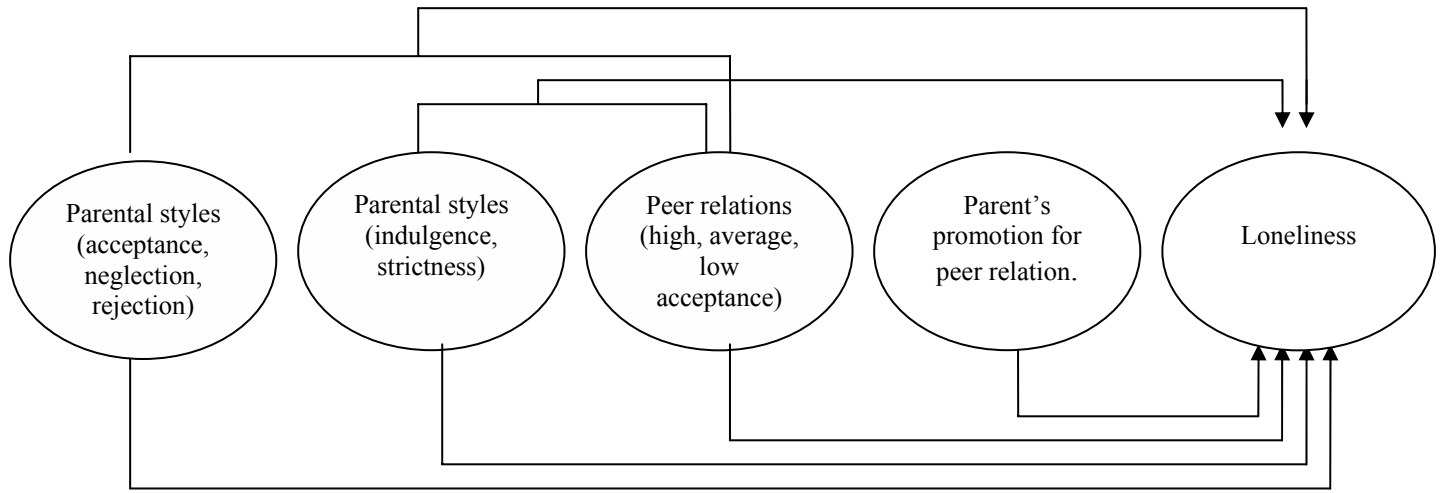 Parental styles
(acceptance,
neglection,
rejection)
Parental styles
(indulgence,
strictness)
Peer relations
(high, average,
low
acceptance)
Parent’s
promotion for
peer relation.
Loneliness